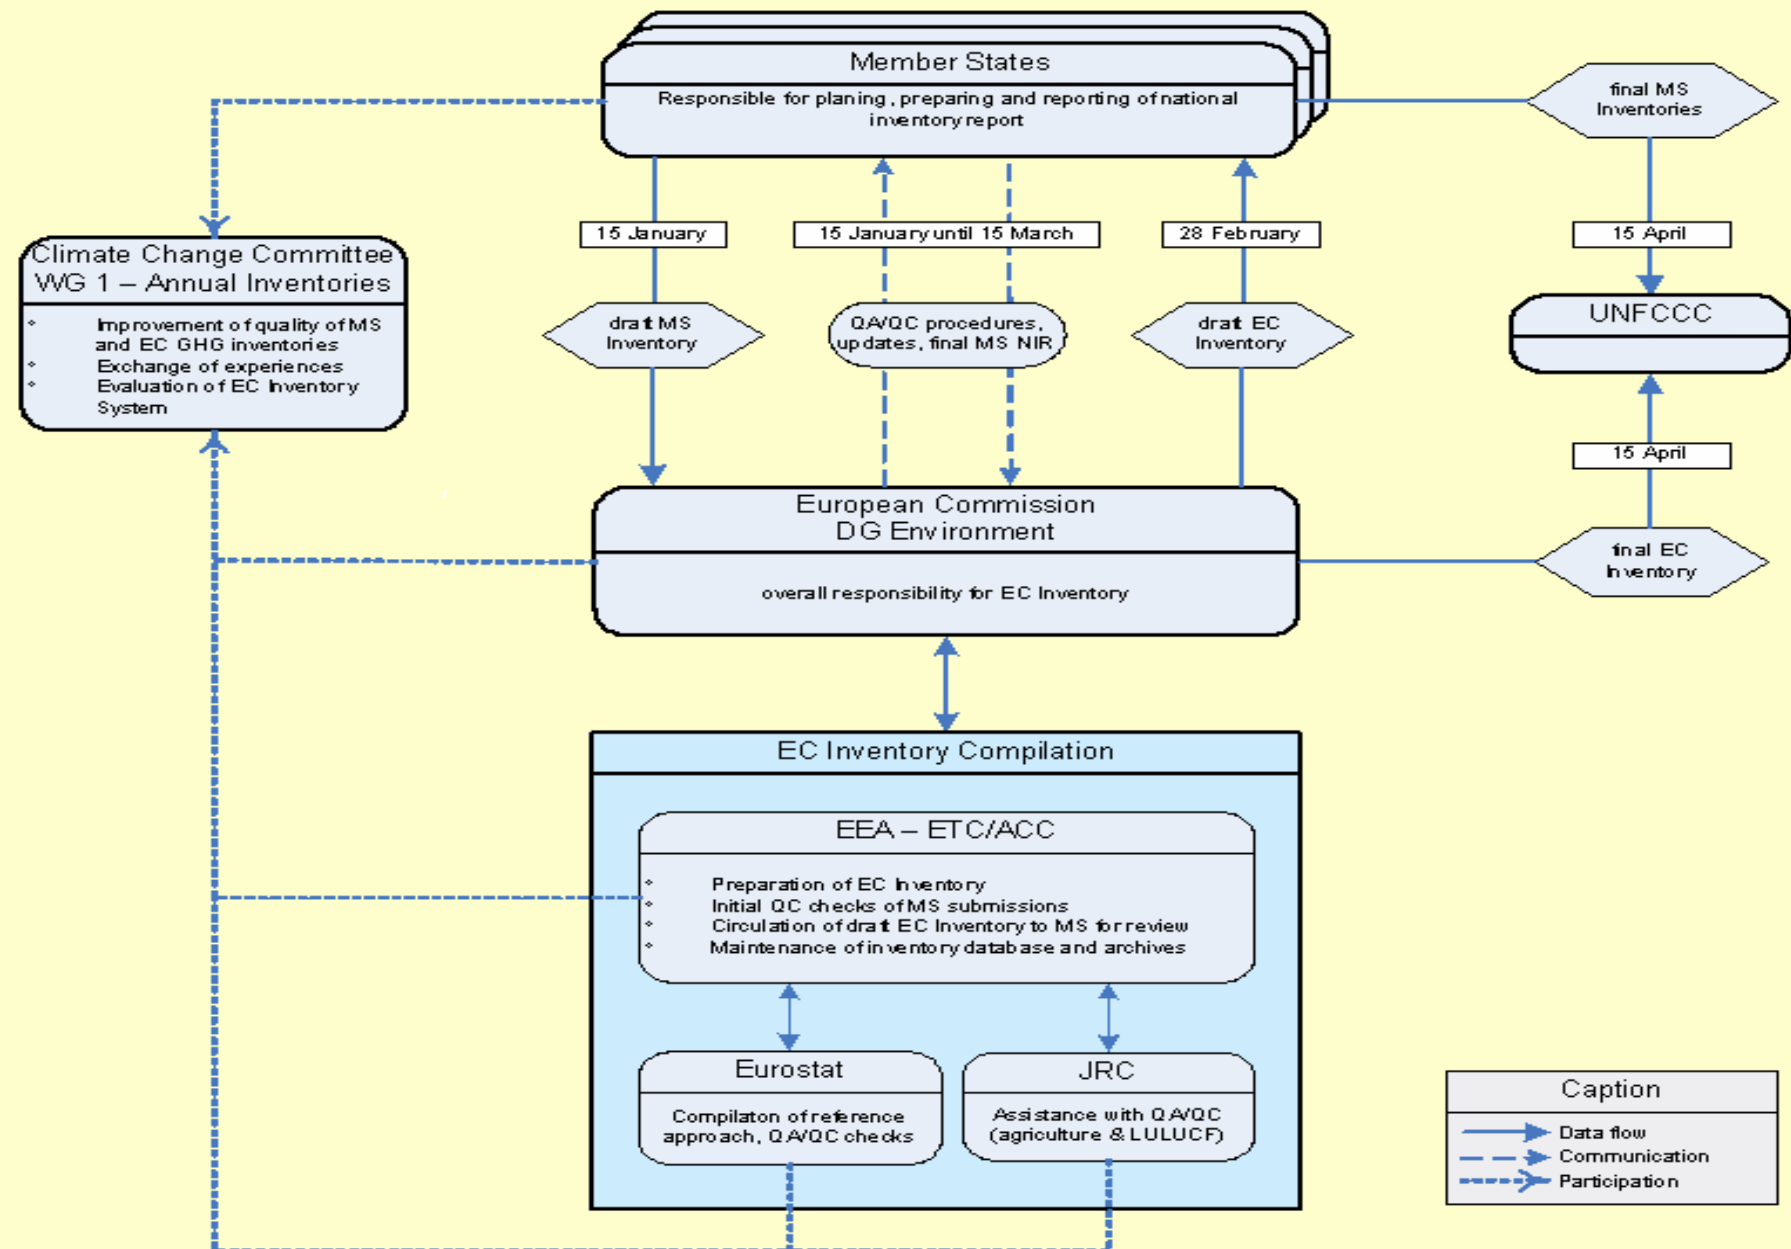 Member States
Responsible for planing, preparing and reporting of national
inventory report
final MS
Inventories
15 January
15 January until 15 March
28 February
15 April
Climate Change Committee
WG 1 – Annual Inventories
° Improvement of quality of MS
and EC GHG inventories
° Exchange of experiences
° Evaluation of EC Inventory
System
draft MS
Inventory
QA/QC procedures,
updates, final MS NIR
draft EC
Inventory
UNFCCC
15 April
European Commission
DG Environment
overall responsibility for EC Inventory
final EC
Inventory
EC Inventory Compilation
EEA – ETC/ACC
° Preparation of EC Inventory
° Initial QC checks of MS submissions
° Circulation of draft EC Inventory to MS for review
° Maintenance of inventory database and archives
Eurostat
Compilaton of reference
approach, QA/QC checks
JRC
Assistance with QA/QC
(agriculture & LULUCF)
Caption
Data flow
Communication
Participation